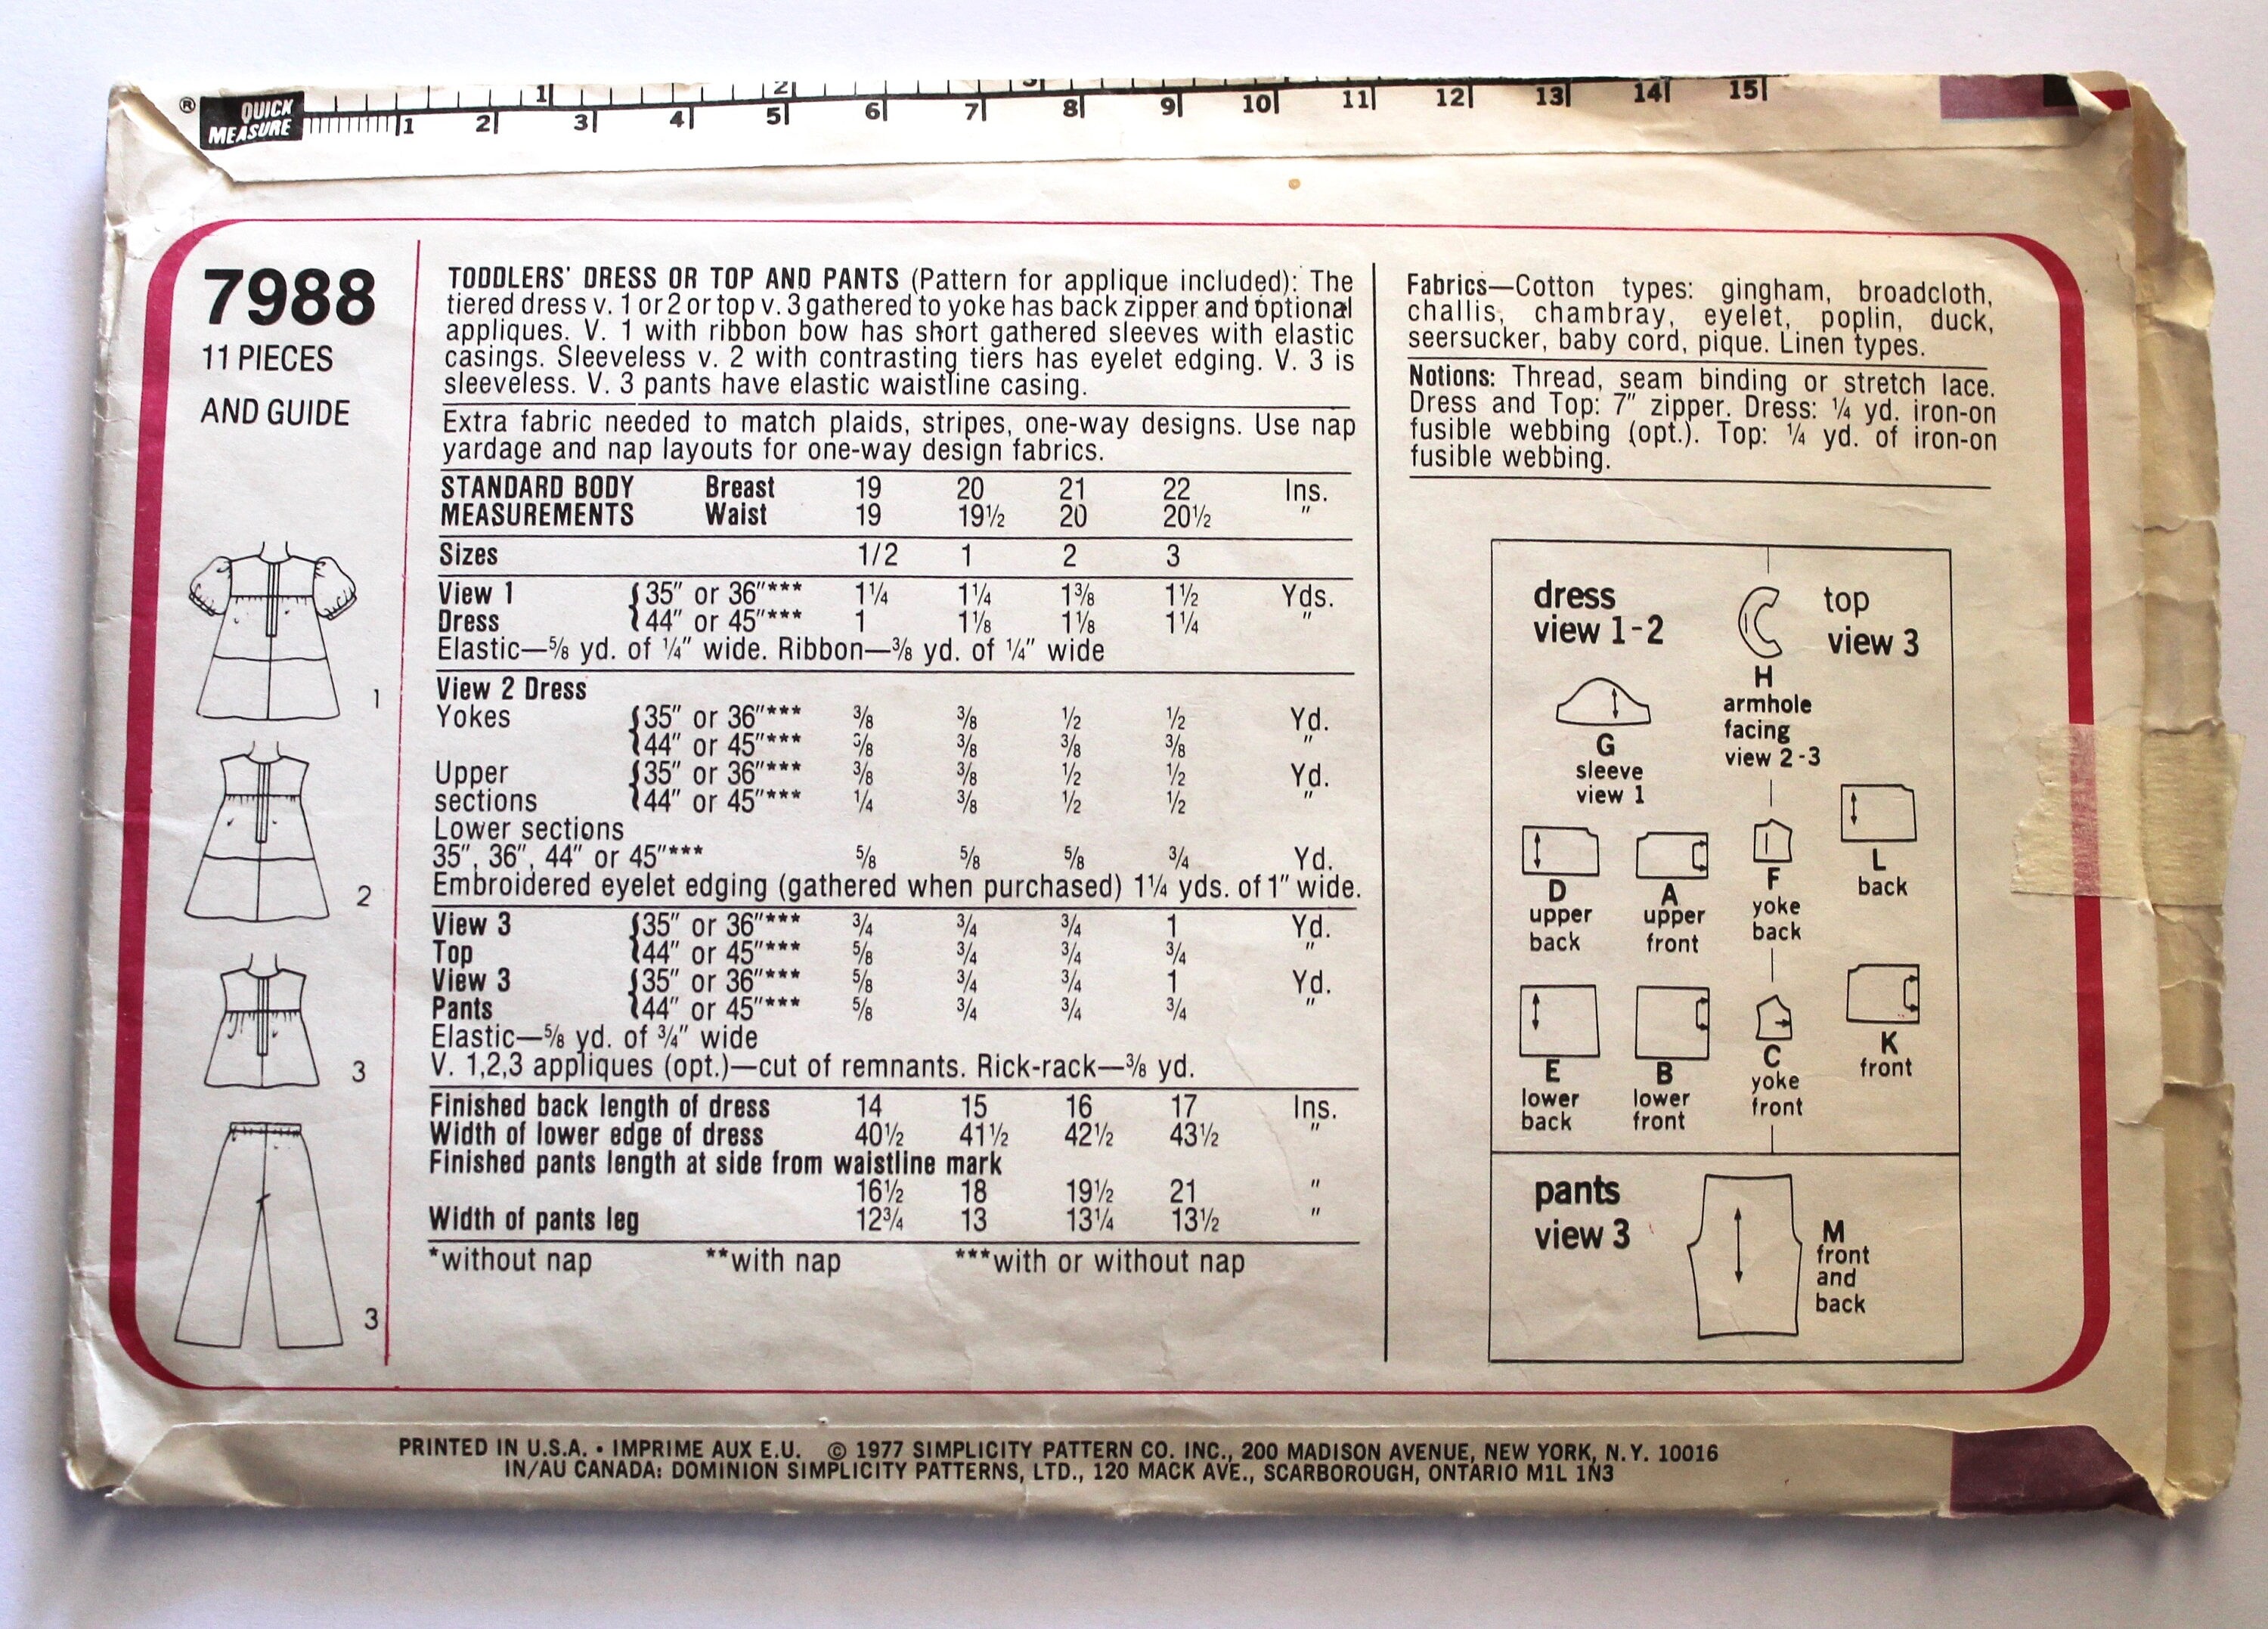 ® QUICK MEASURE
1 2 3
1 2 3 4 5 6 7 8 9 10 11 12 13 14 15
7988
11 PIECES
AND GUIDE
1
2
3
3
TODDLERS' DRESS OR TOP AND PANTS (Pattern for applique included): The
tiered dress v. 1 or 2 or top v. 3 gathered to yoke has back zipper and optional
appliques. V. 1 with ribbon bow has short gathered sleeves with elastic
casings. Sleeveless v. 2 with contrasting tiers has eyelet edging. V. 3 is
sleeveless. V. 3 pants have elastic waistline casing.
Extra fabric needed to match plaids, stripes, one-way designs. Use nap
yardage and nap layouts for one-way design fabrics.
STANDARD BODY Breast 19 20 21 22 Ins.
MEASUREMENTS Waist 19 19½ 20 20½ "
Sizes 1/2 1 2 3
View 1 {35" or 36"*** 1¼ 1¼ 1⅜ 1½ Yds.
Dress {44" or 45"*** 1 1⅛ 1⅛ 1¼ "
Elastic—⅝ yd. of ¼" wide. Ribbon—⅜ yd. of ¼" wide
View 2 Dress
Yokes {35" or 36"*** ⅜ ⅜ ½ ½ Yd.
{44" or 45"*** ⅜ ⅜ ⅜ ⅜ "
Upper {35" or 36"*** ⅜ ⅜ ½ ½ Yd.
sections {44" or 45"*** ¼ ⅜ ½ ½ "
Lower sections
35", 36", 44" or 45"*** ⅝ ⅝ ⅝ ¾ Yd.
Embroidered eyelet edging (gathered when purchased) 1¼ yds. of 1" wide.
View 3 {35" or 36"*** ¾ ¾ ¾ 1 Yd.
Top {44" or 45"*** ⅝ ¾ ¾ ¾ "
View 3 {35" or 36"*** ⅝ ¾ ¾ 1 Yd.
Pants {44" or 45"*** ⅝ ¾ ¾ ¾ "
Elastic—⅝ yd. of ¾" wide
V. 1,2,3 appliques (opt.)—cut of remnants. Rick-rack—⅜ yd.
Finished back length of dress 14 15 16 17 Ins.
Width of lower edge of dress 40½ 41½ 42½ 43½ "
Finished pants length at side from waistline mark
16½ 18 19½ 21 "
Width of pants leg 12¾ 13 13¼ 13½ "
*without nap **with nap ***with or without nap
Fabrics—Cotton types: gingham, broadcloth,
challis, chambray, eyelet, poplin, duck,
seersucker, baby cord, pique. Linen types.
Notions: Thread, seam binding or stretch lace.
Dress and Top: 7" zipper. Dress: ¼ yd. iron-on
fusible webbing (opt.). Top: ¼ yd. of iron-on
fusible webbing.
dress
view 1-2
top
view 3
H
armhole
facing
view 2-3
G
sleeve
view 1
D
upper
back
A
upper
front
F
yoke
back
L
back
E
lower
back
B
lower
front
C
yoke
front
K
front
pants
view 3
M
front
and
back
PRINTED IN U.S.A. • IMPRIME AUX E.U. © 1977 SIMPLICITY PATTERN CO. INC., 200 MADISON AVENUE, NEW YORK, N.Y. 10016
IN/AU CANADA: DOMINION SIMPLICITY PATTERNS, LTD., 120 MACK AVE., SCARBOROUGH, ONTARIO M1L 1N3